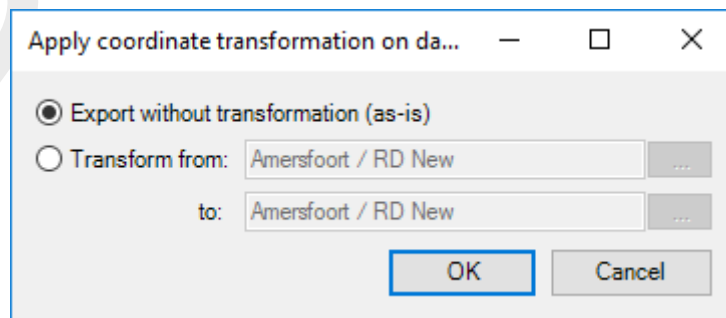 Apply coordinate transformation on da...
Export without transformation (as-is)
Transform from: Amersfoort / RD New ...
to: Amersfoort / RD New ...
OK Cancel